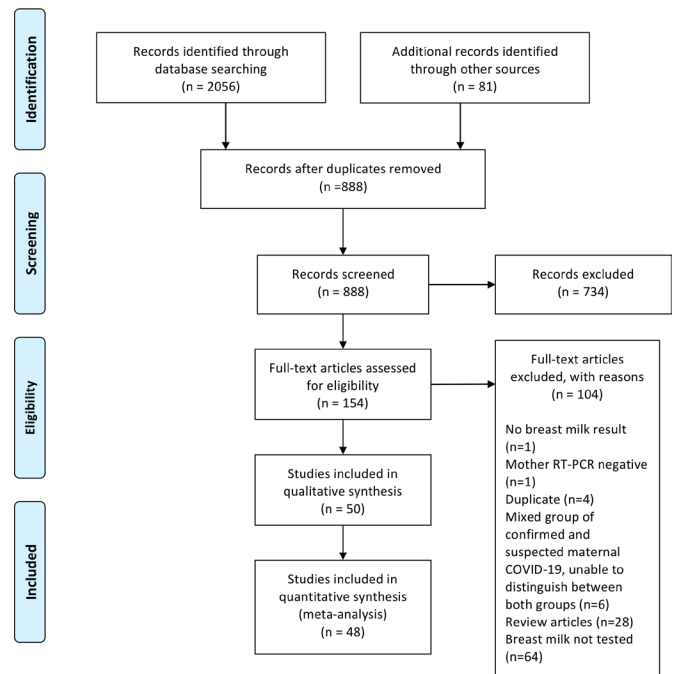 Identification
Records identified through
database searching
(n = 2056)
Additional records identified
through other sources
(n = 81)
Records after duplicates removed
(n =888)
Screening
Records screened
(n = 888)
Records excluded
(n = 734)
Eligibility
Full-text articles assessed
for eligibility
(n = 154)
Full-text articles
excluded, with reasons
(n = 104)
No breast milk result
(n=1)
Mother RT-PCR negative
(n=1)
Duplicate (n=4)
Mixed group of
confirmed and
suspected maternal
COVID-19, unable to
distinguish between
both groups (n=6)
Review articles (n=28)
Breast milk not tested
(n=64)
Studies included in
qualitative synthesis
(n = 50)
Included
Studies included in
quantitative synthesis
(meta-analysis)
(n = 48)